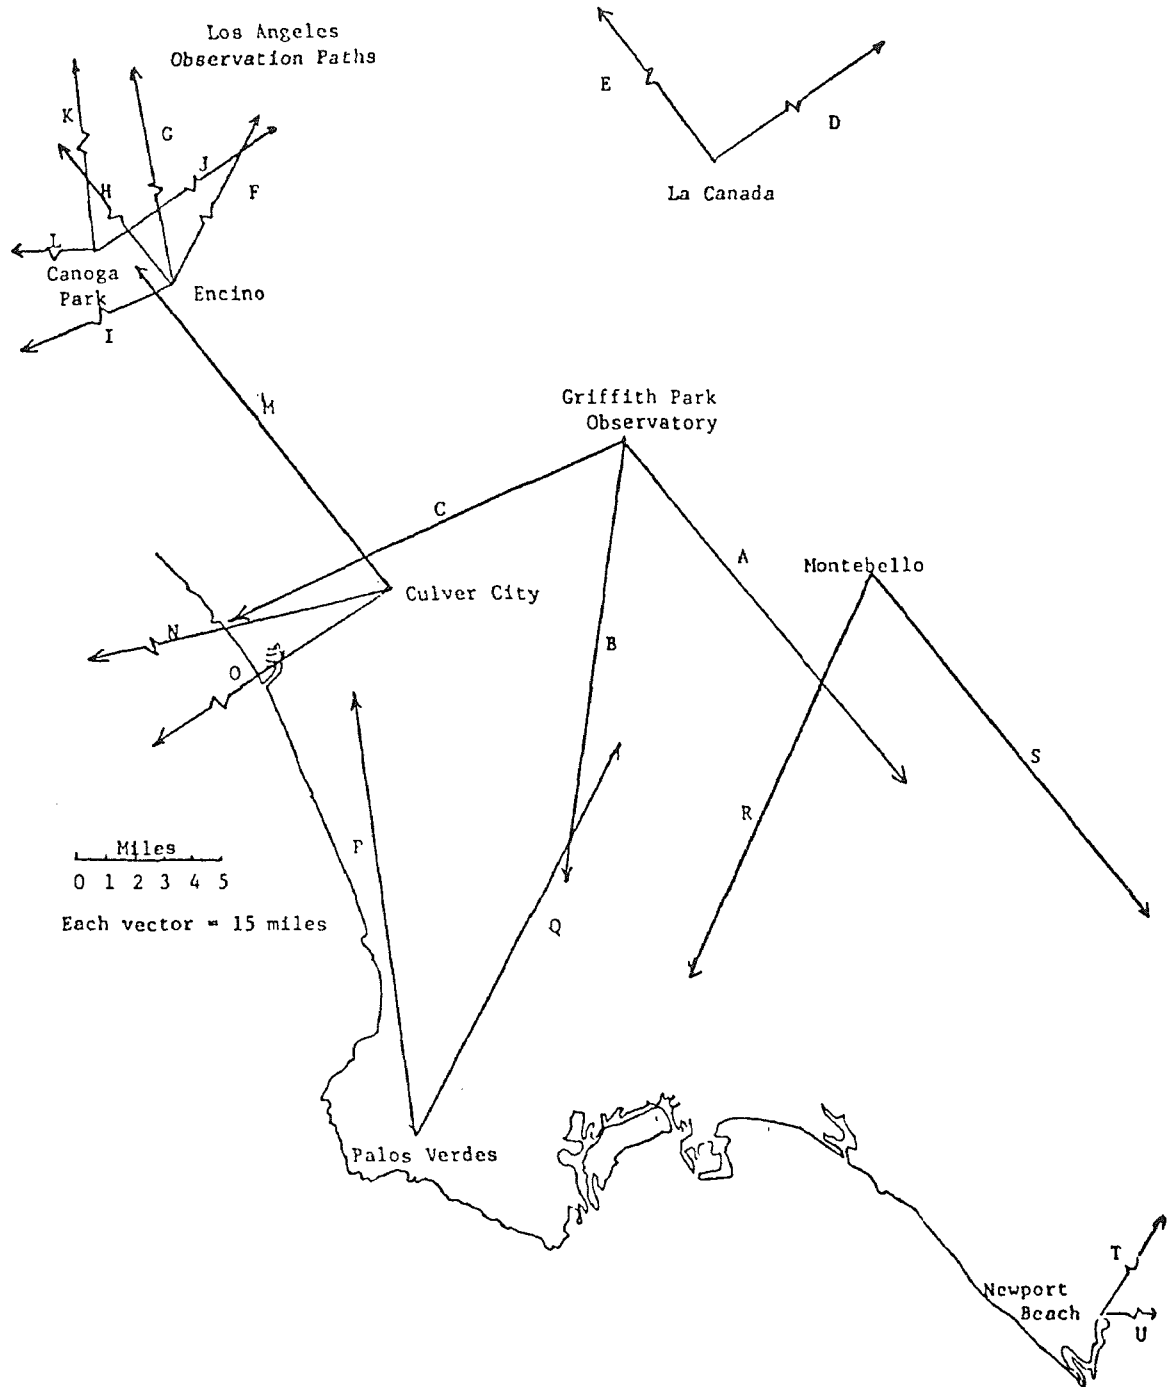 Los Angeles
Observation Paths
K
G
E
D
J
H
F
La Canada
L
Canoga
Park
Encino
I
M
Griffith Park
Observatory
C
A
Montebello
Culver City
N
B
O
S
R
P
Miles
0 1 2 3 4 5
Each vector = 15 miles
Q
Palos Verdes
T
Newport
Beach
U